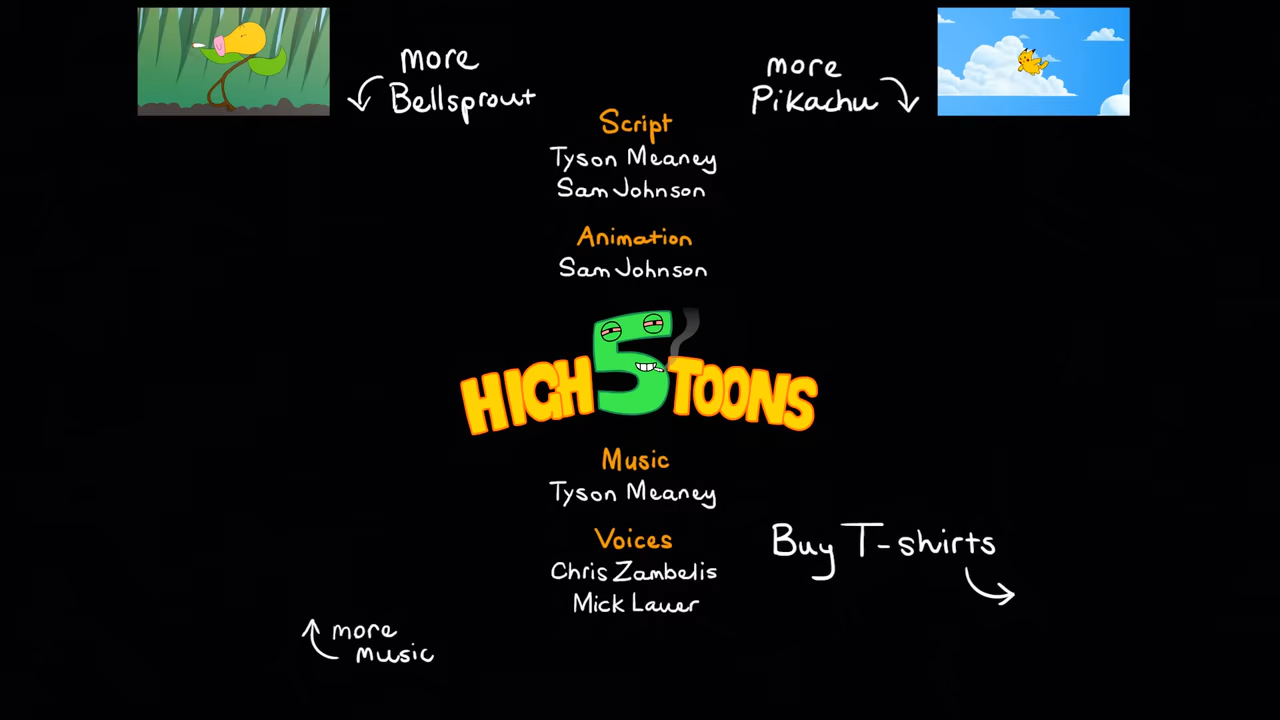 more
Bellsprout
more
Pikachu
Script
Tyson Meaney
Sam Johnson
Animation
Sam Johnson
HIGH 5 TOONS
Music
Tyson Meaney
Voices
Chris Zambelis
Mick Lauer
Buy T-shirts
more
music